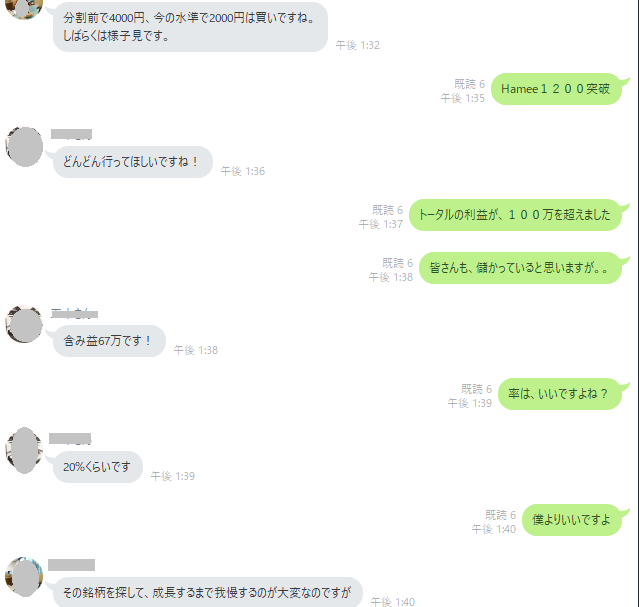 分割前で4000円、今の水準で2000円は買いですね。
しばらくは様子見です。
午後 1:32
既読 6
午後 1:35
Hamee１２００突破
どんどん行ってほしいですね！
午後 1:36
既読 6
午後 1:37
トータルの利益が、１００万を超えました
既読 6
午後 1:38
皆さんも、儲かっていると思いますが。。
含み益67万です！
午後 1:38
既読 6
午後 1:39
率は、いいですよね？
20%くらいです
午後 1:39
既読 6
午後 1:40
僕よりいいですよ
その銘柄を探して、成長するまで我慢するのが大変なのですが
午後 1:40